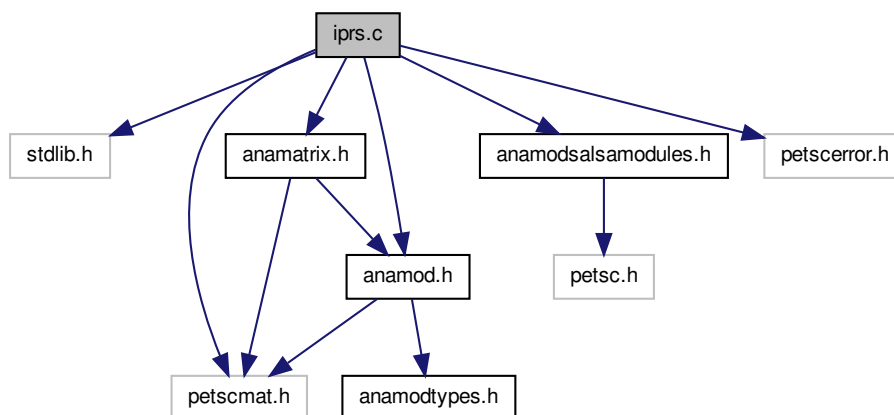 iprs.c
stdlib.h
anamatrix.h
anamodsalsamodules.h
petscerror.h
anamod.h
petsc.h
petscmat.h
anamodtypes.h